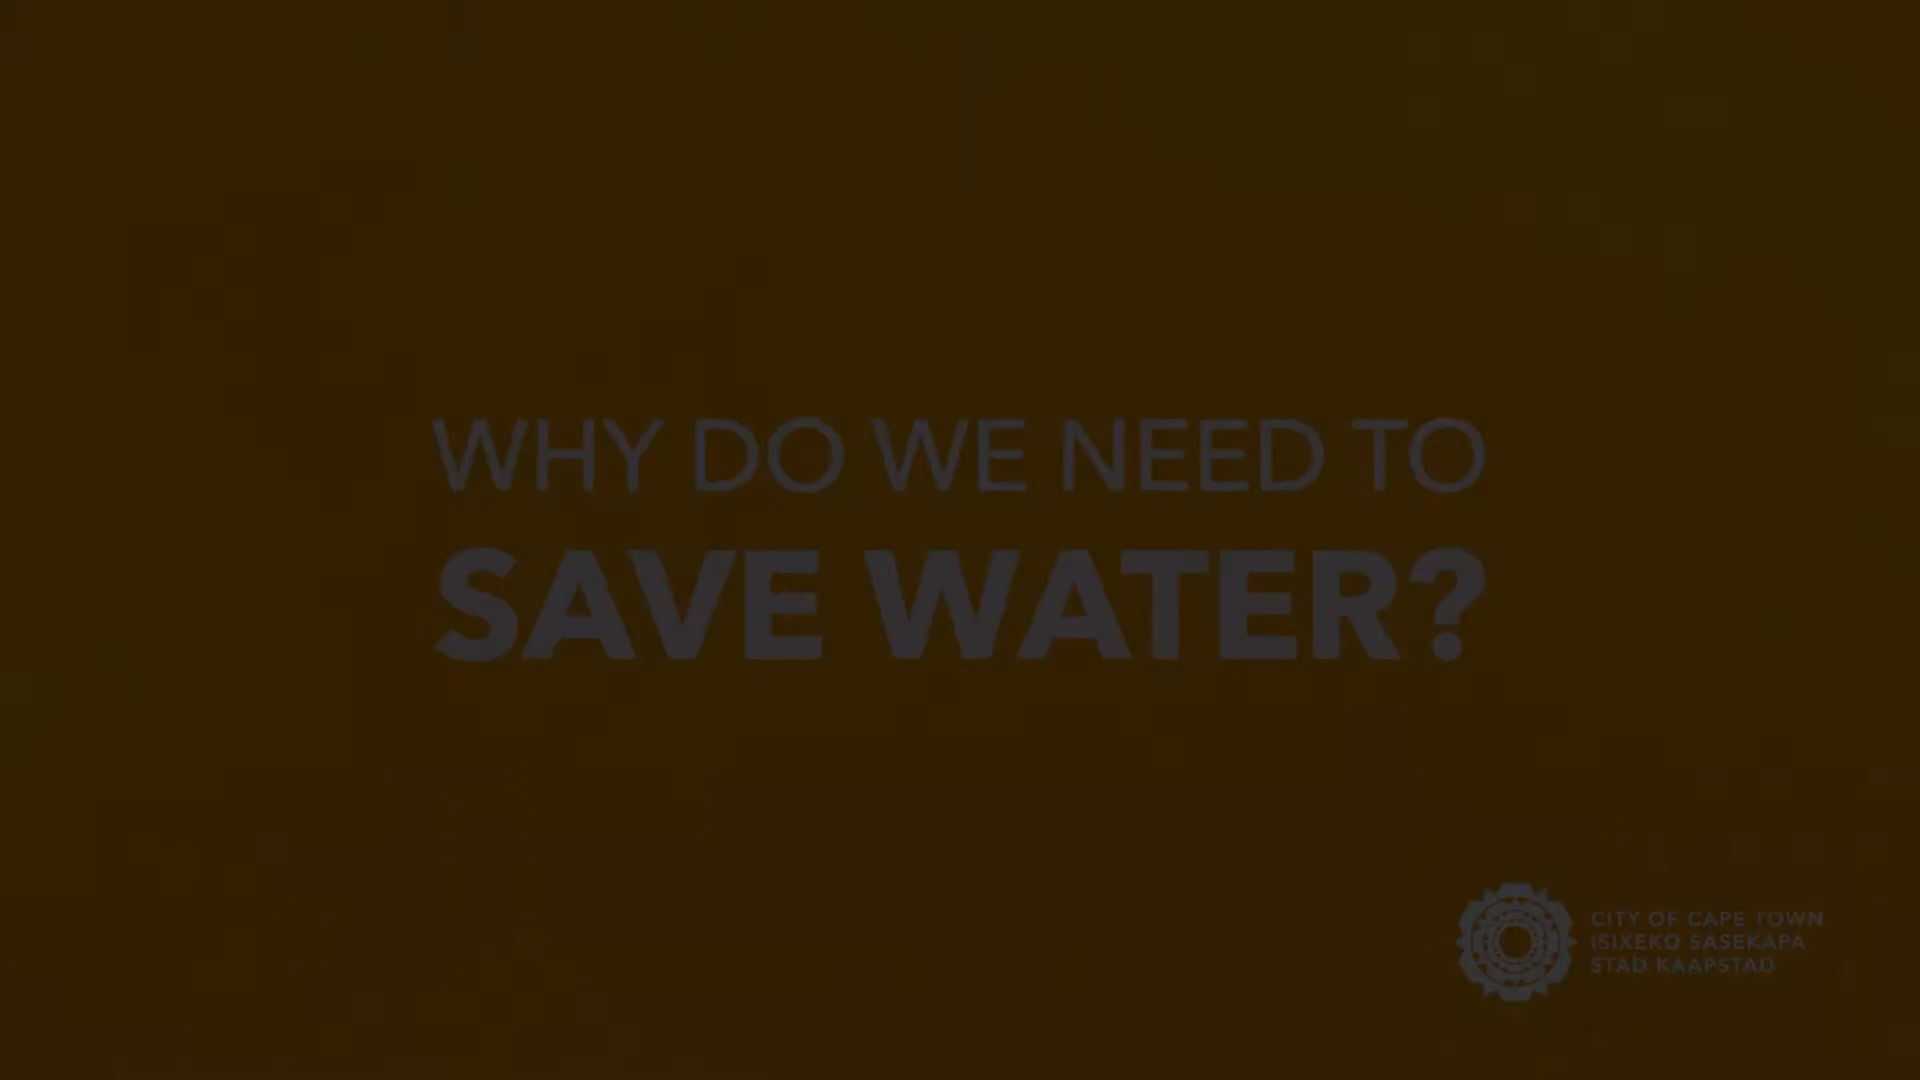 WHY DO WE NEED TO
SAVE WATER?
CITY OF CAPE TOWN
ISIXEKO SASEKAPA
STAD KAAPSTAD